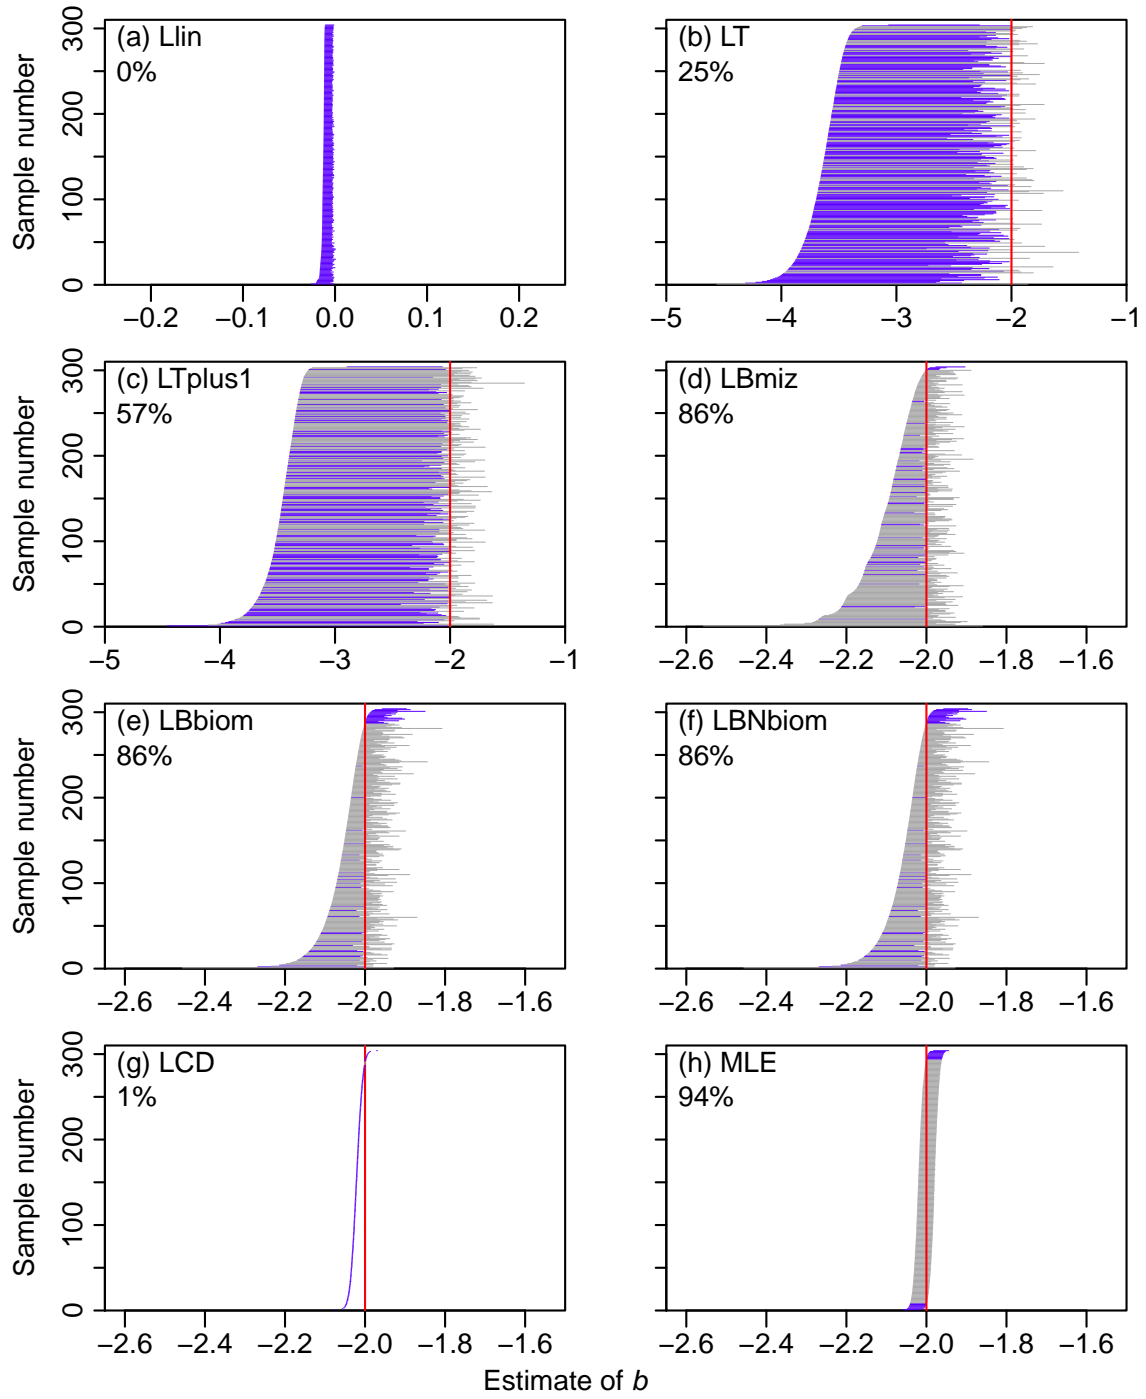 (a) Llin
0%
(b) LT
25%
Sample number
0
100
200
300
−0.2 −0.1 0.0 0.1 0.2
−5 −4 −3 −2 −1
(c) LTplus1
57%
(d) LBmiz
86%
Sample number
0
100
200
300
−5 −4 −3 −2 −1
−2.6 −2.4 −2.2 −2.0 −1.8 −1.6
(e) LBbiom
86%
(f) LBNbiom
86%
Sample number
0
100
200
300
−2.6 −2.4 −2.2 −2.0 −1.8 −1.6
−2.6 −2.4 −2.2 −2.0 −1.8 −1.6
(g) LCD
1%
(h) MLE
94%
Sample number
0
100
200
300
−2.6 −2.4 −2.2 −2.0 −1.8 −1.6
−2.6 −2.4 −2.2 −2.0 −1.8 −1.6
Estimate of b